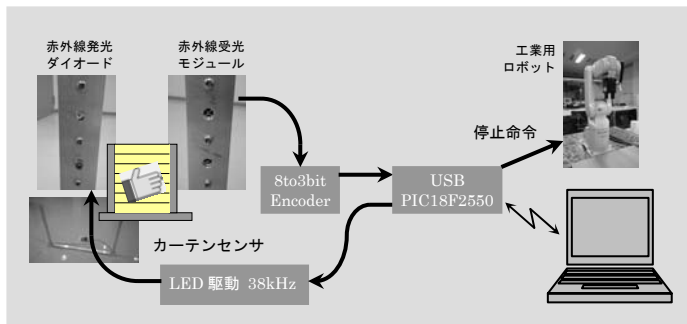 赤外線発光
ダイオード
赤外線受光
モジュール
工業用
ロボット
停止命令
8to3bit
Encoder
USB
PIC18F2550
カーテンセンサ
LED 駆動 38kHz